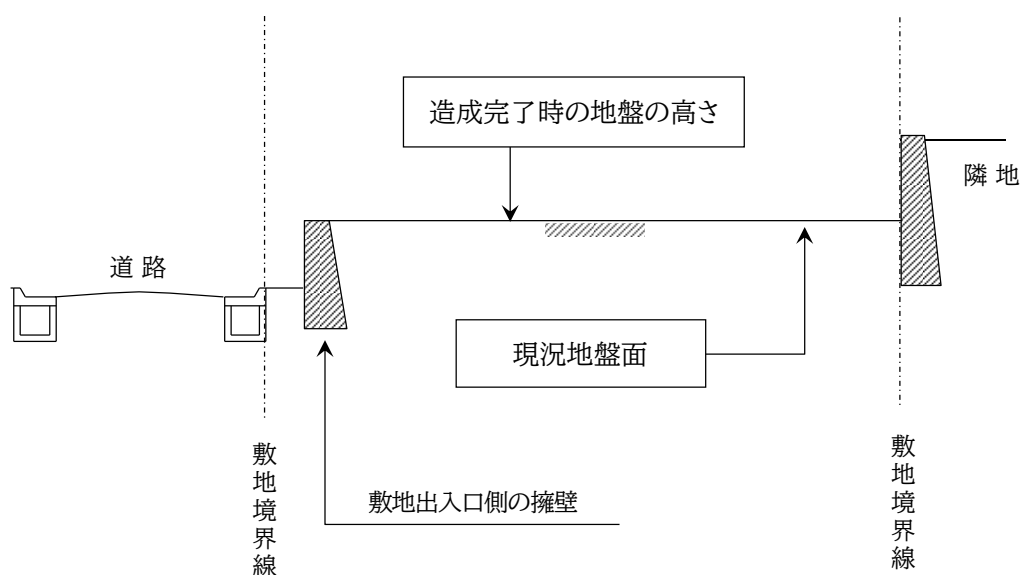 造成完了時の地盤の高さ
隣地
道路
現況地盤面
敷地境界線
敷地境界線
敷地出入口側の擁壁